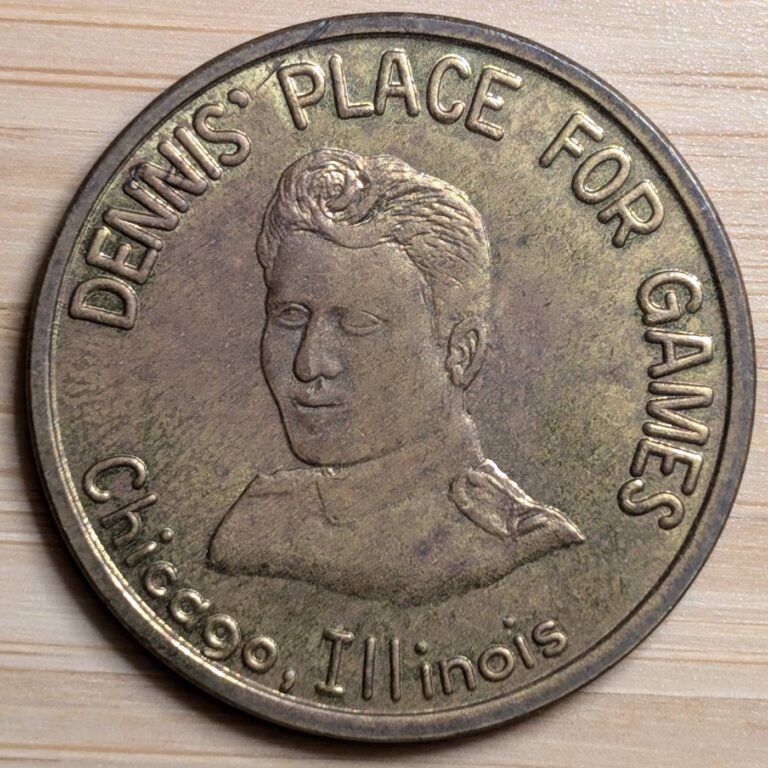 DENNIS' PLACE FOR GAMES
Chicago, Illinois